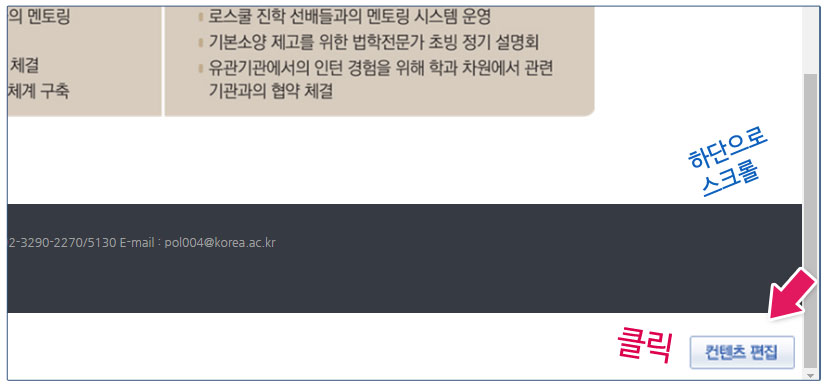 의 멘토링
체결
체계 구축
로스쿨 진학 선배들과의 멘토링 시스템 운영
기본소양 제고를 위한 법학전문가 초빙 정기 설명회
유관기관에서의 인턴 경험을 위해 학과 차원에서 관련
기관과의 협약 체결
하단으로
스크롤
2-3290-2270/5130 E-mail : pol004@korea.ac.kr
클릭
컨텐츠 편집